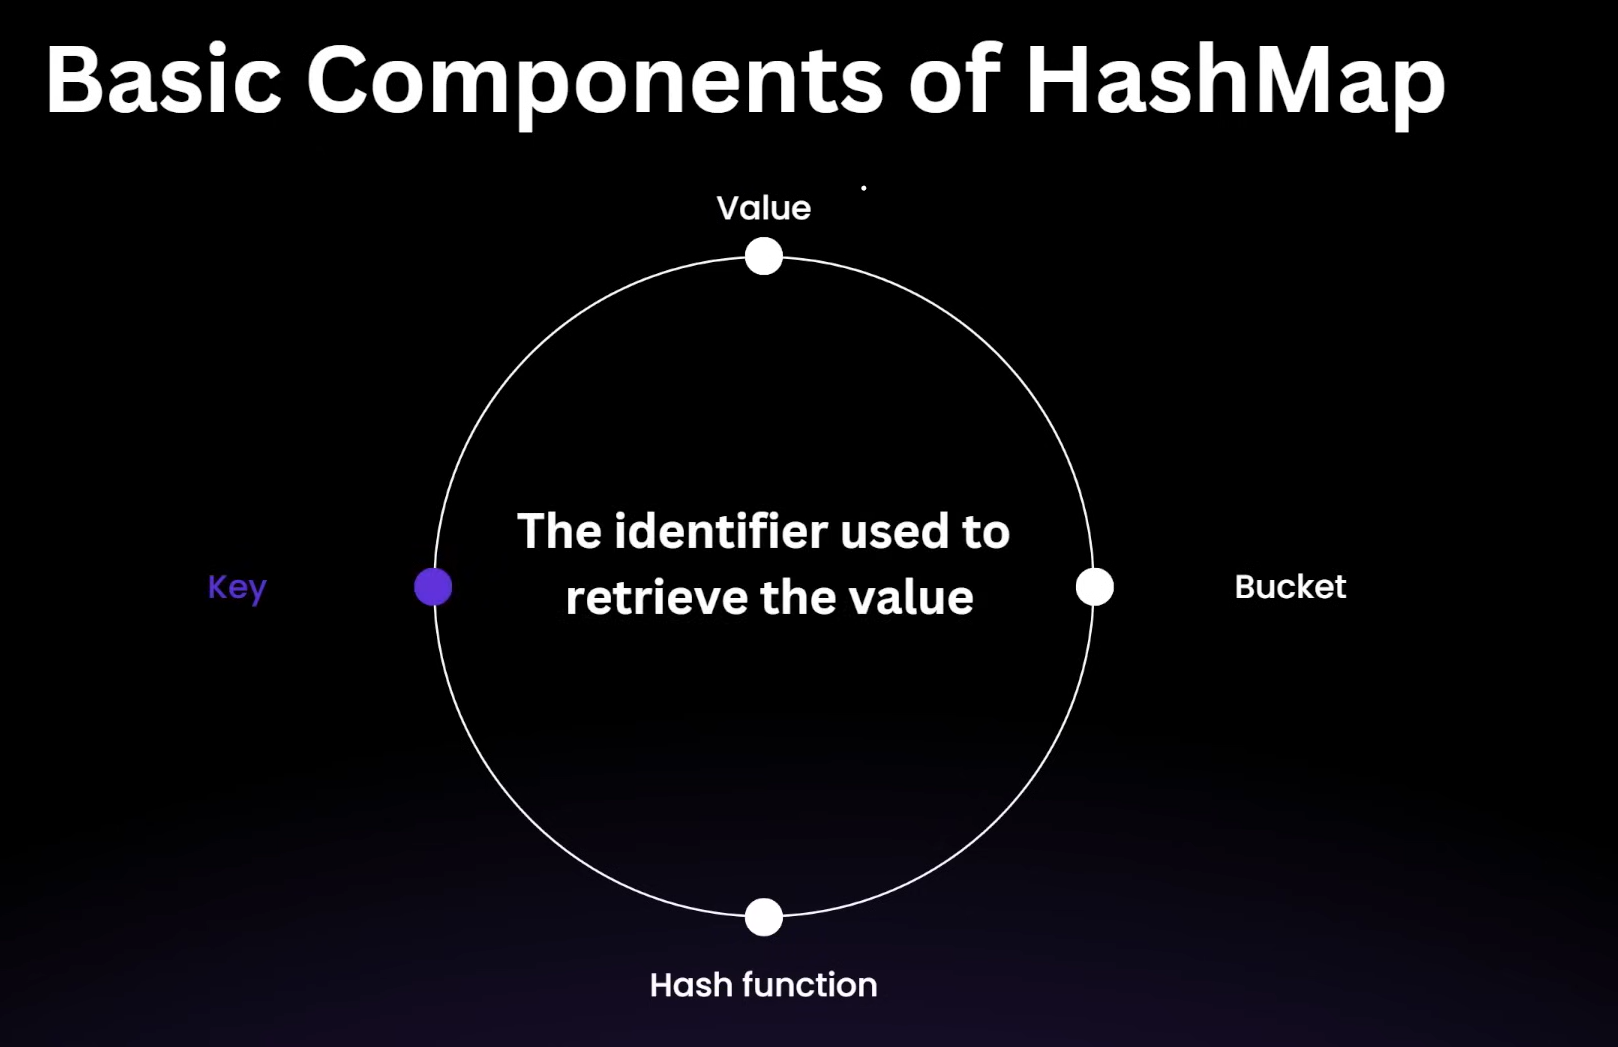 Basic Components of HashMap
Value
The identifier used to
retrieve the value
Key
Bucket
Hash function